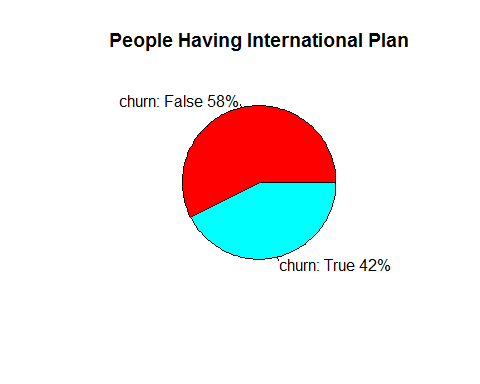 People Having International Plan
churn: False 58%
churn: True 42%